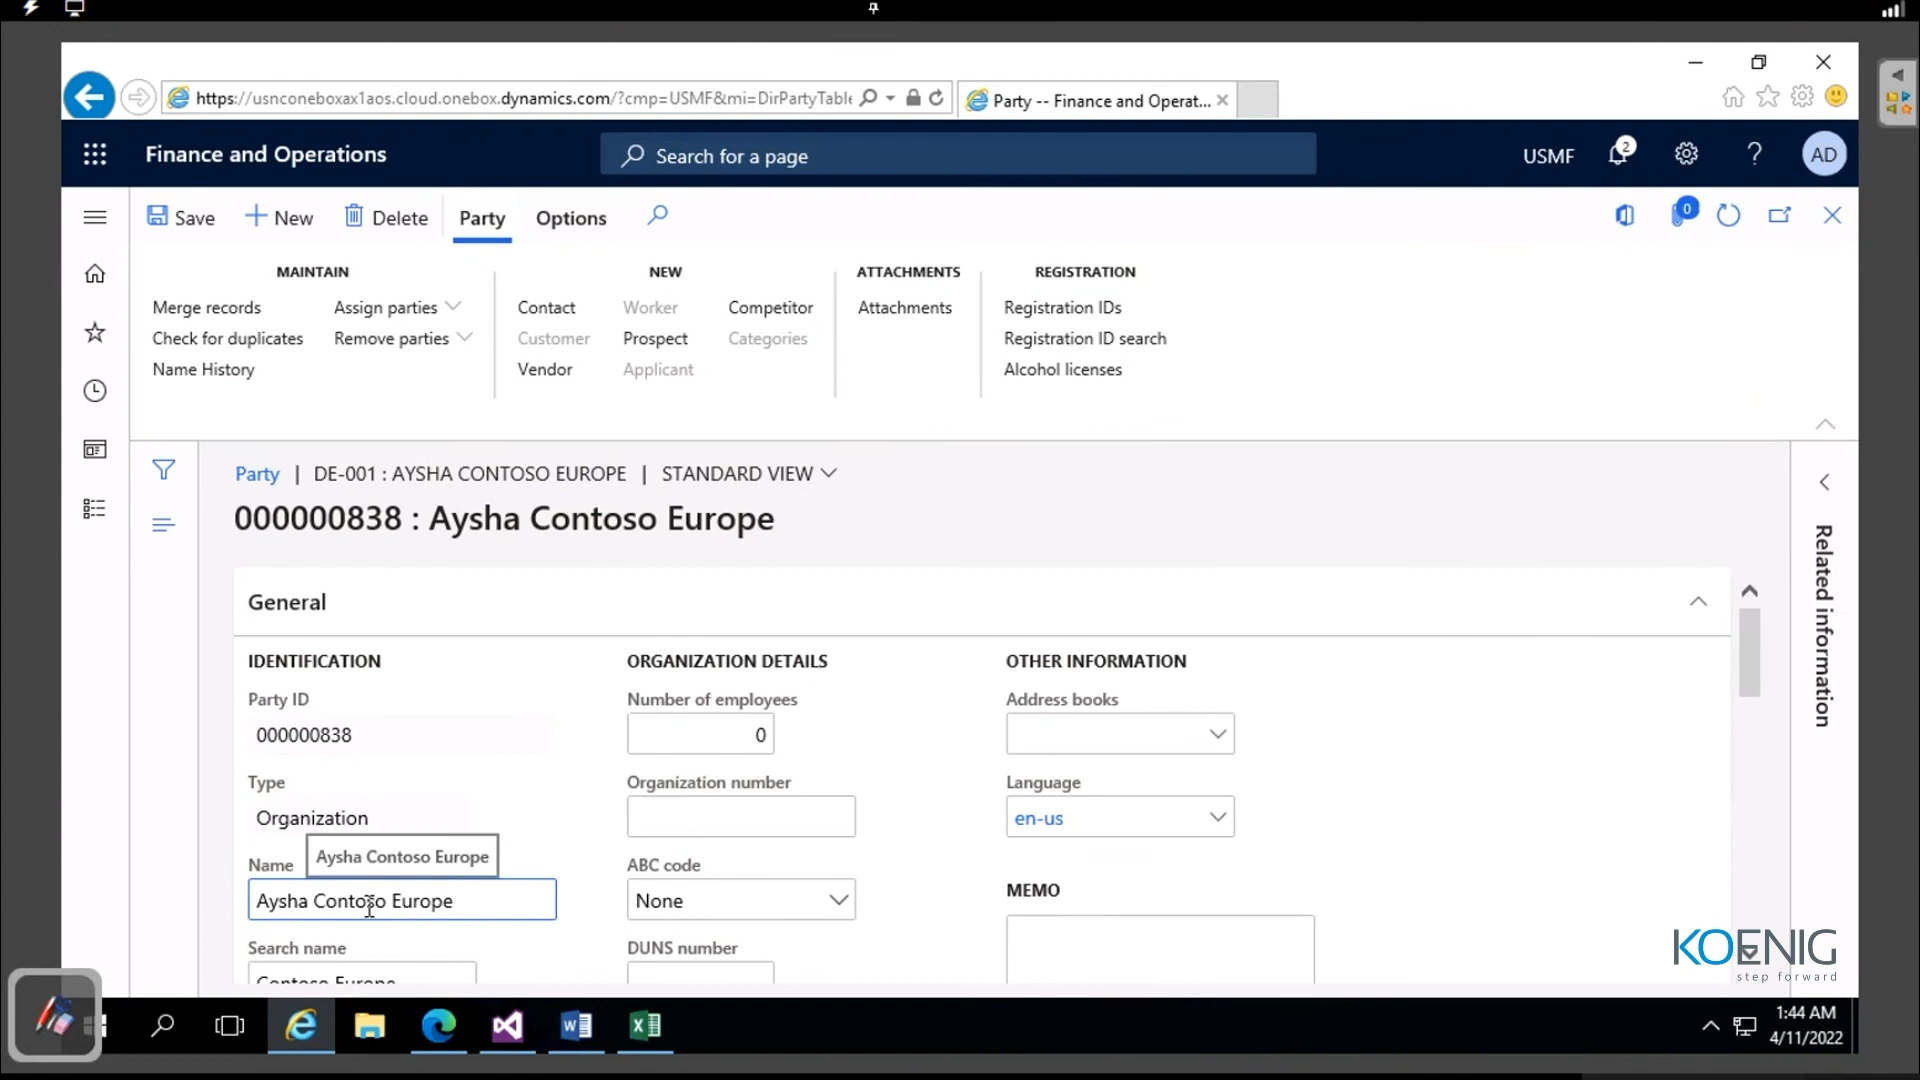 https://usnconeboxax1aos.cloud.onebox.dynamics.com/?cmp=USMF&mi=DirPartyTable
Party -- Finance and Operat...
Finance and Operations
Search for a page
USMF
2
AD
Save
New
Delete
Party
Options
0
MAINTAIN
NEW
ATTACHMENTS
REGISTRATION
Merge records
Assign parties
Contact
Worker
Competitor
Attachments
Registration IDs
Check for duplicates
Remove parties
Customer
Prospect
Categories
Registration ID search
Name History
Vendor
Applicant
Alcohol licenses
Party | DE-001 : AYSHA CONTOSO EUROPE | STANDARD VIEW
000000838 : Aysha Contoso Europe
Related information
General
IDENTIFICATION
ORGANIZATION DETAILS
OTHER INFORMATION
Party ID
Number of employees
Address books
000000838
0
Type
Organization number
Language
Organization
en-us
Aysha Contoso Europe
Name
ABC code
MEMO
Aysha Contoso Europe
None
Search name
DUNS number
Contoso Europe
KOENIG
step forward
1:44 AM
4/11/2022